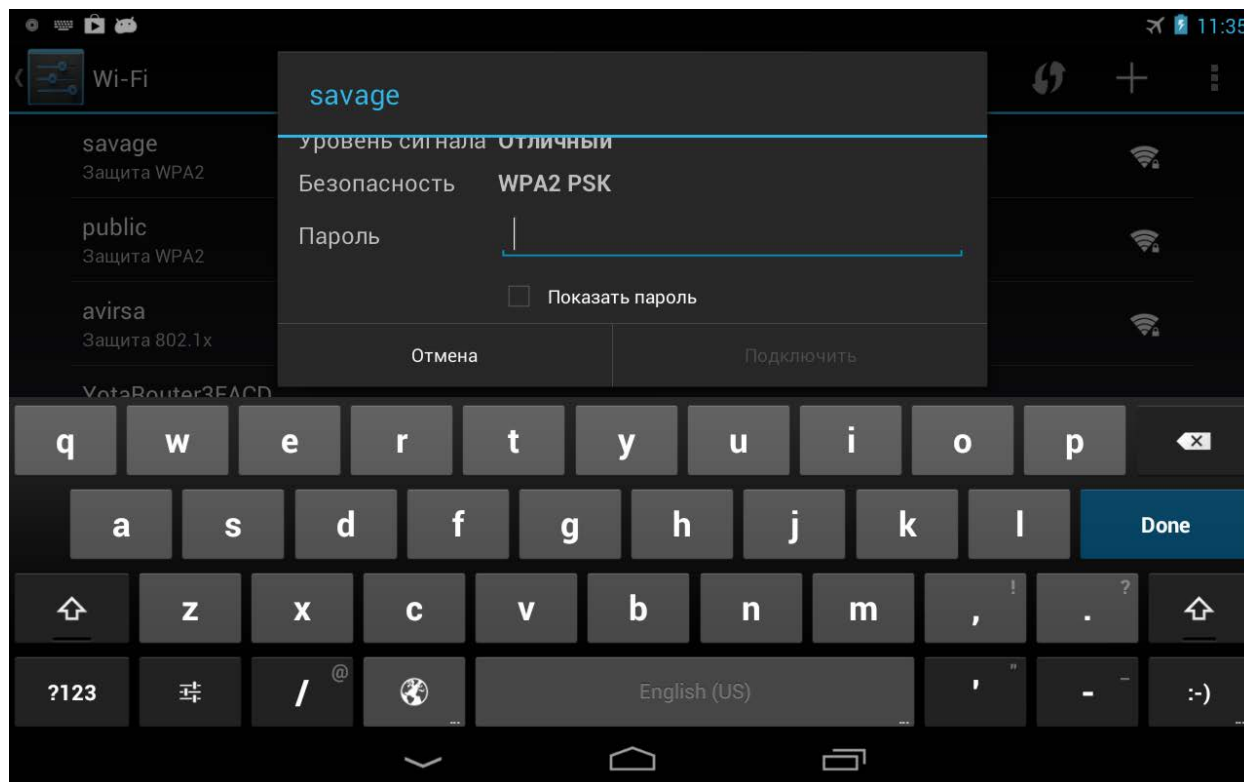 11:35
Wi-Fi
savage
savage
Защита WPA2
Уровень сигнала Отличный
Безопасность WPA2 PSK
public
Защита WPA2
Пароль
Показать пароль
avirsa
Защита 802.1x
Отмена
Подключить
YotaRouter3FACD
q w e r t y u i o p
a s d f g h j k l Done
z x c v b n m , ! . ?
?123 / @ English (US) ' " - _ :-)